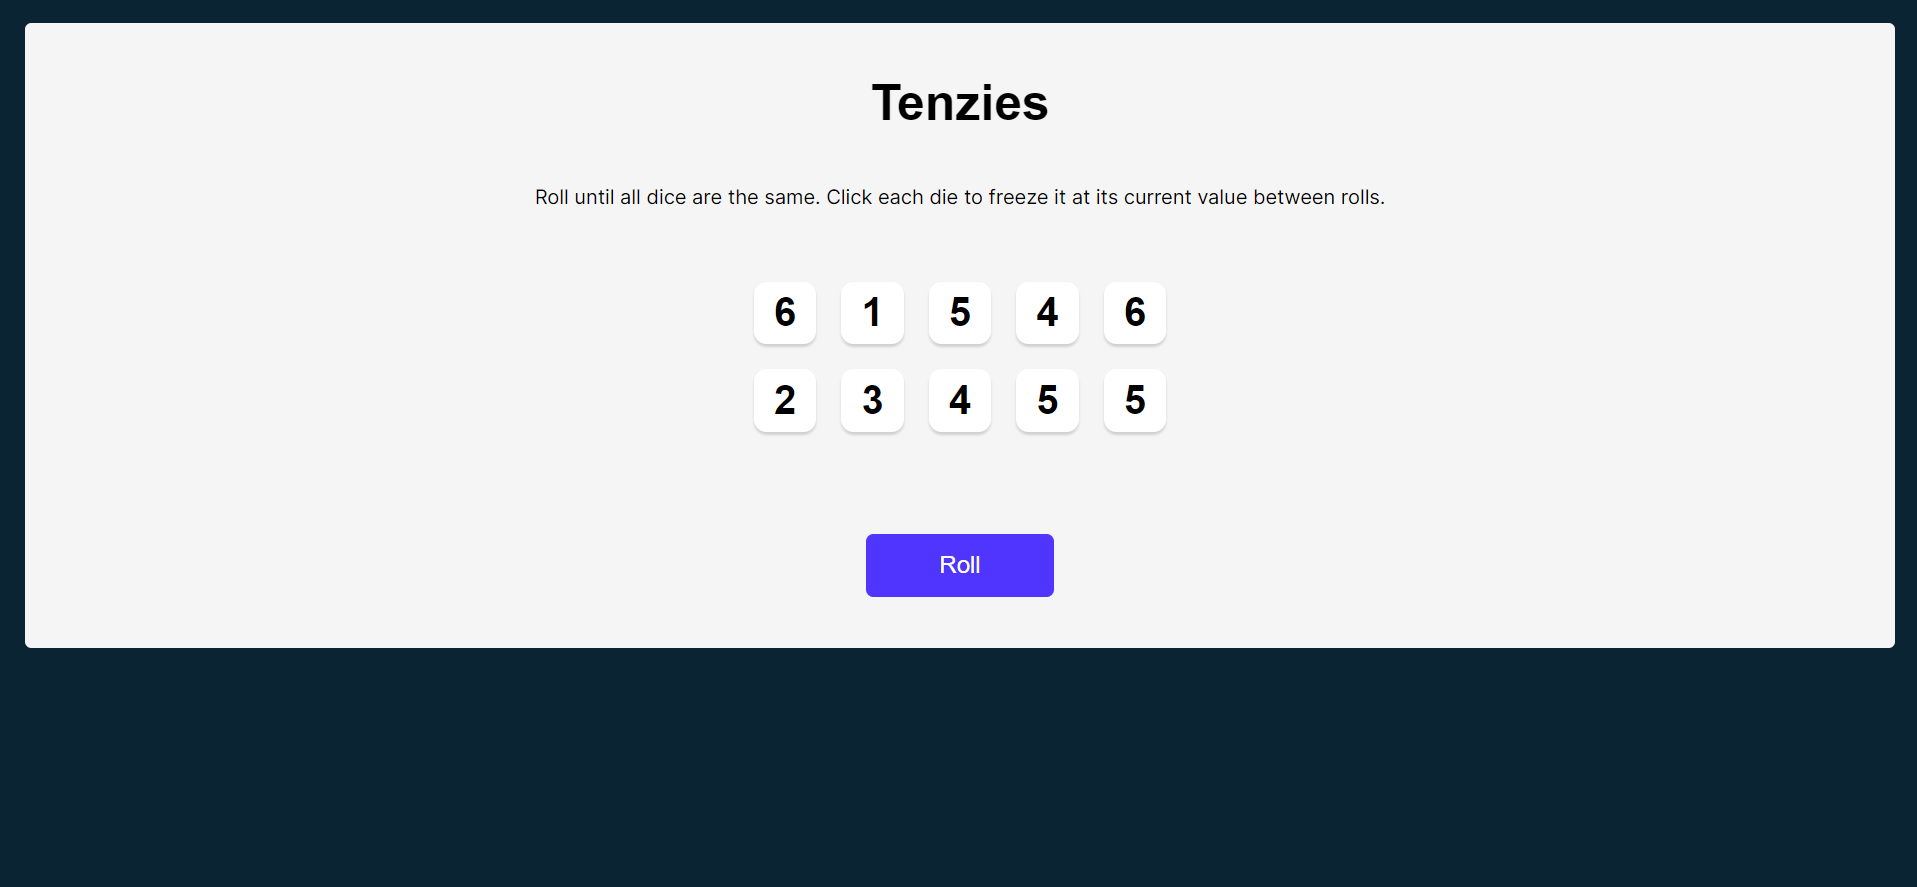 Tenzies
Roll until all dice are the same. Click each die to freeze it at its current value between rolls.
6 1 5 4 6
2 3 4 5 5
Roll